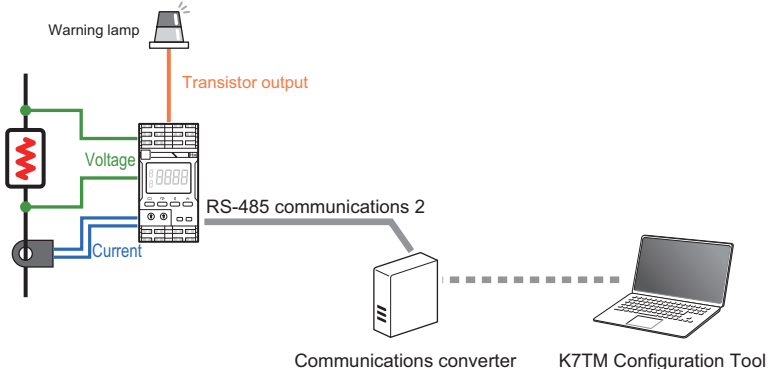 Warning lamp
Transistor output
Voltage
RS-485 communications 2
Current
Communications converter
K7TM Configuration Tool